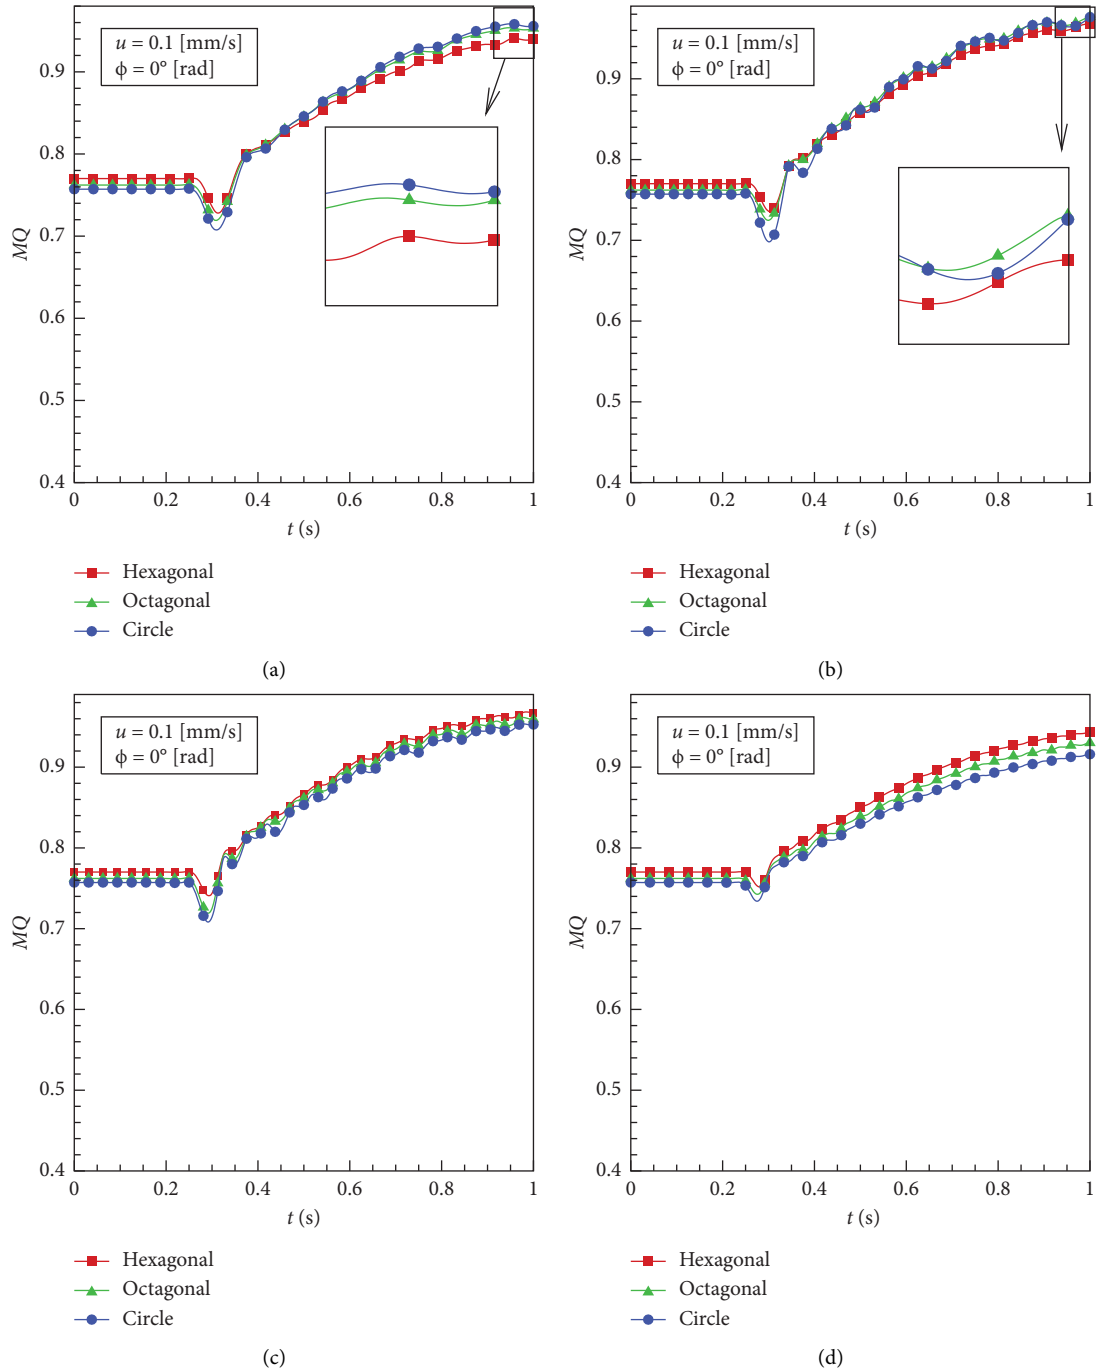 u = 0.1 [mm/s]
ϕ = 0° [rad]
0.9
0.8
0.7
0.6
0.5
0.4
MQ
0 0.2 0.4 0.6 0.8 1
t (s)
Hexagonal
Octagonal
Circle
(a)
u = 0.1 [mm/s]
ϕ = 0° [rad]
0.9
0.8
0.7
0.6
0.5
0.4
MQ
0 0.2 0.4 0.6 0.8 1
t (s)
Hexagonal
Octagonal
Circle
(b)
u = 0.1 [mm/s]
ϕ = 0° [rad]
0.9
0.8
0.7
0.6
0.5
0.4
MQ
0 0.2 0.4 0.6 0.8 1
t (s)
Hexagonal
Octagonal
Circle
(c)
u = 0.1 [mm/s]
ϕ = 0° [rad]
0.9
0.8
0.7
0.6
0.5
0.4
MQ
0 0.2 0.4 0.6 0.8 1
t (s)
Hexagonal
Octagonal
Circle
(d)